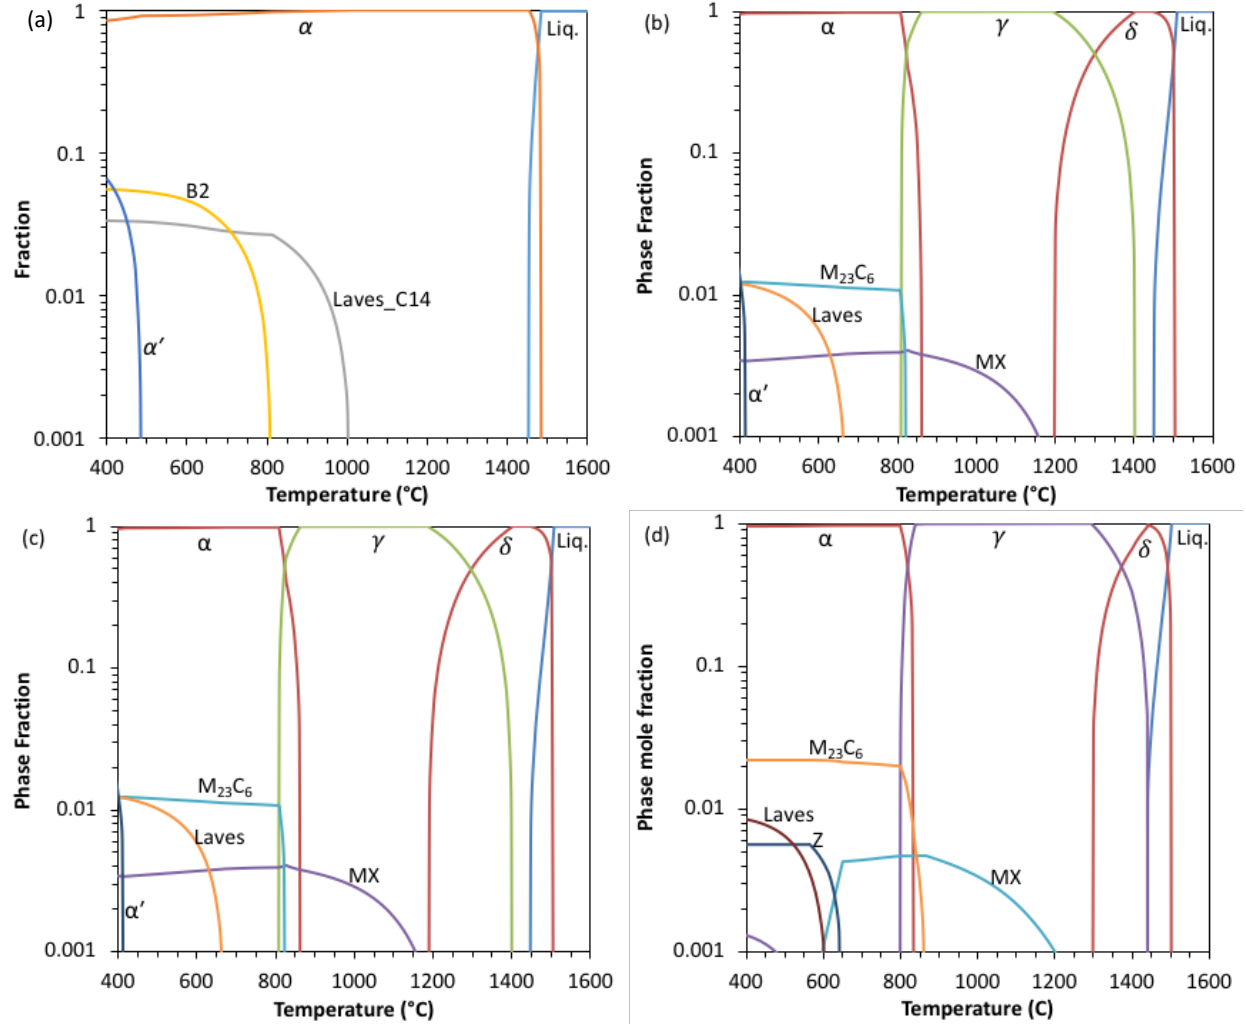 (a)
1
α
Liq.
0.1
B2
0.01
Laves_C14
α′
0.001
400 600 800 1000 1200 1400 1600
Fraction
Temperature (°C)
(b)
1
α
γ
δ
Liq.
0.1
M23C6
0.01
Laves
MX
α′
0.001
400 600 800 1000 1200 1400 1600
Phase Fraction
Temperature (°C)
(c)
1
α
γ
δ
Liq.
0.1
M23C6
0.01
Laves
MX
α′
0.001
400 600 800 1000 1200 1400 1600
Phase Fraction
Temperature (°C)
(d)
1
α
γ
δ
Liq.
0.1
M23C6
0.01
Laves
Z
MX
0.001
400 600 800 1000 1200 1400 1600
Phase mole fraction
Temperature (C)